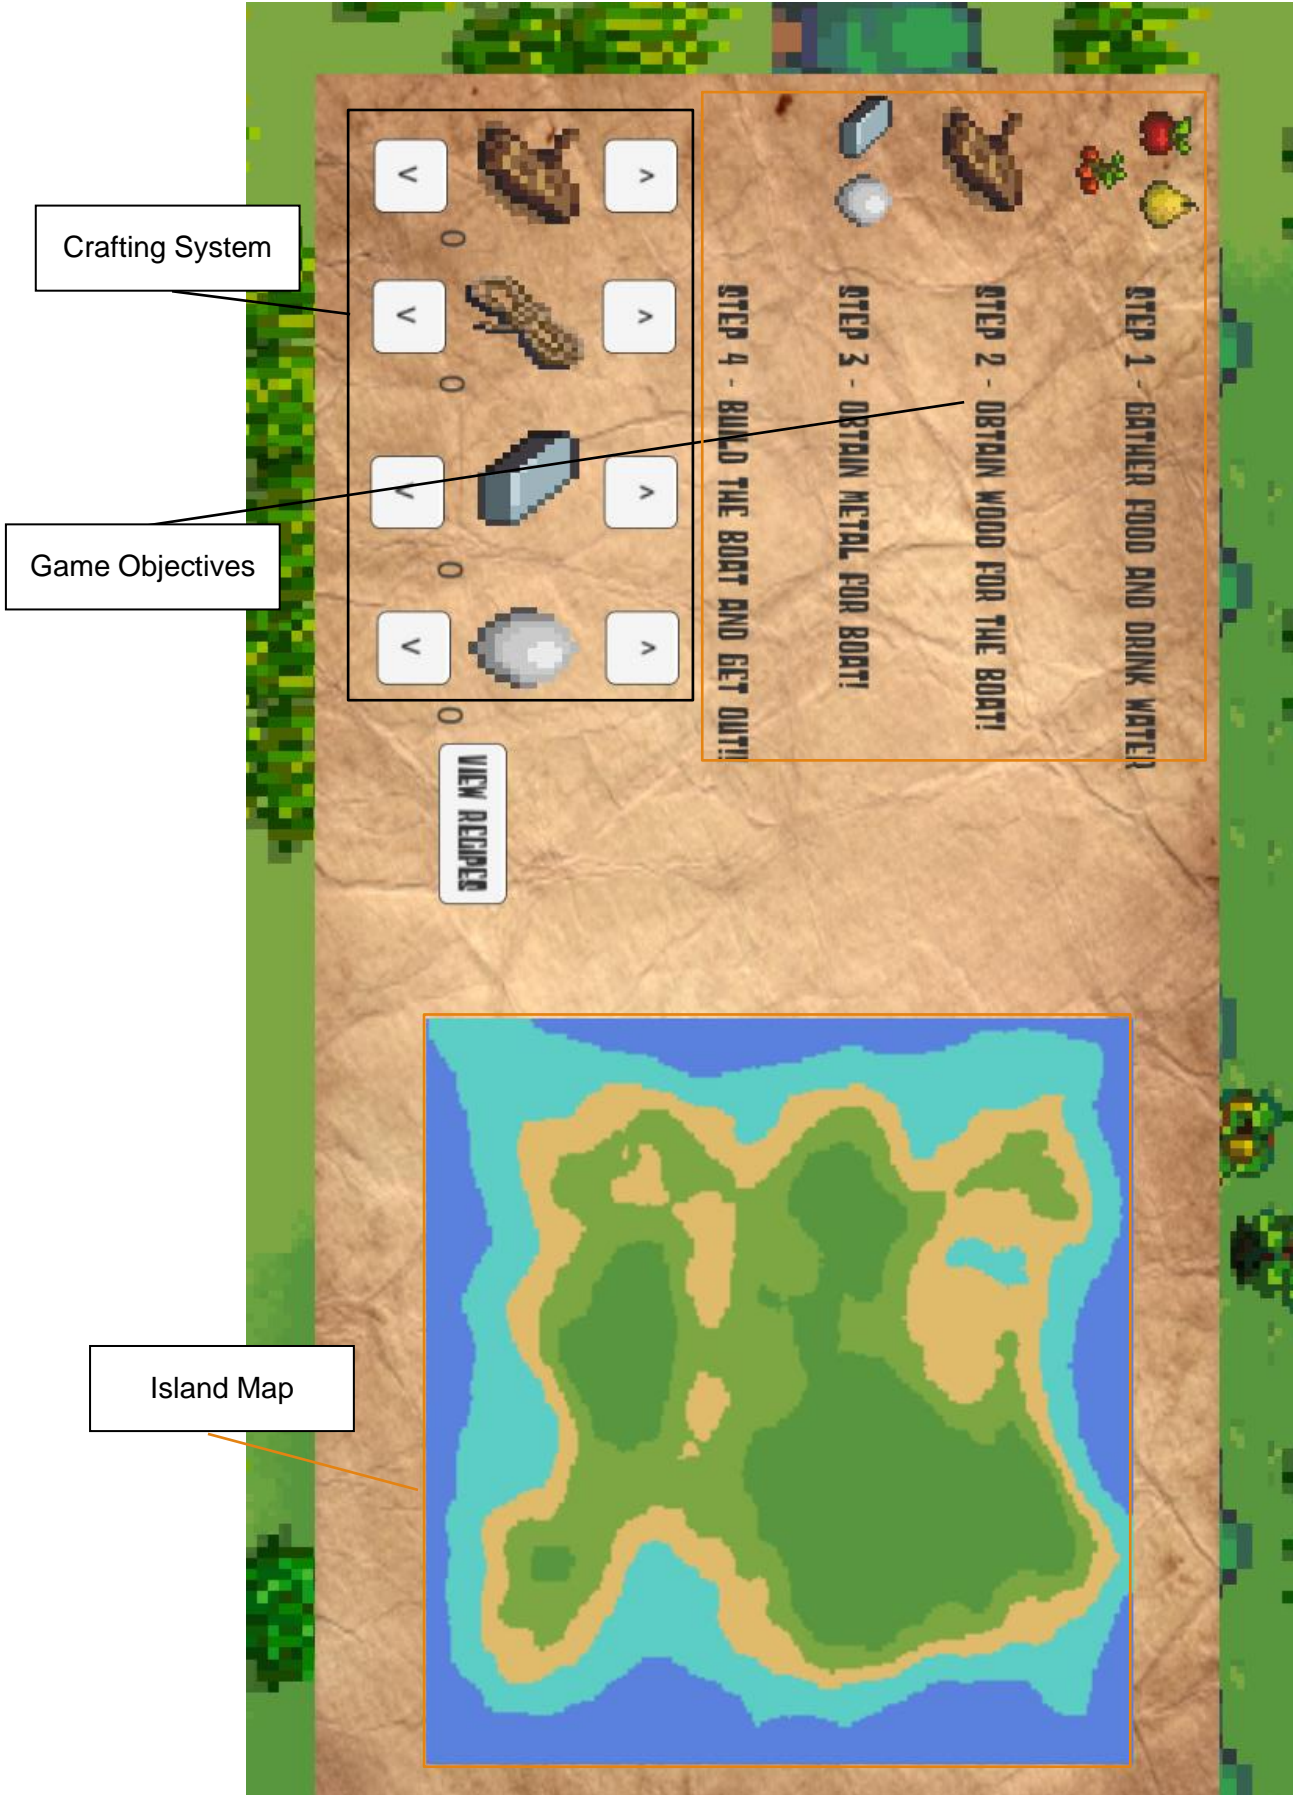 Crafting System
Game Objectives
Island Map
STEP 1 - GATHER FOOD AND DRINK WATER
STEP 2 - OBTAIN WOOD FOR THE BOAT!
STEP 3 - OBTAIN METAL FOR BOAT!
STEP 4 - BUILD THE BOAT AND GET OUT!!
^ ^ ^ ^
v v v v
0 0 0 0
VIEW RECIPES